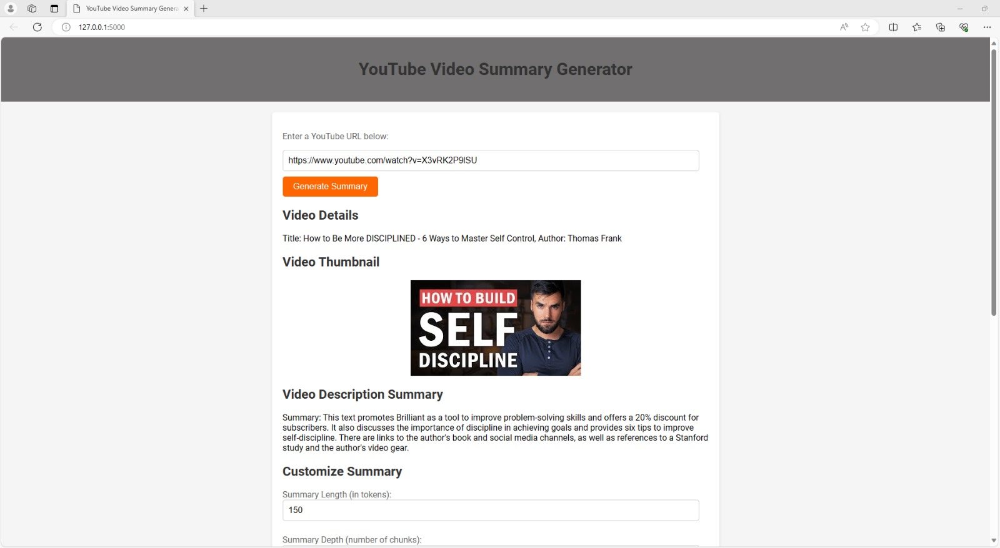 YouTube Video Summary Genera
127.0.0.1:5000
YouTube Video Summary Generator
Enter a YouTube URL below:
https://www.youtube.com/watch?v=X3vRK2P9lSU
Generate Summary
Video Details
Title: How to Be More DISCIPLINED - 6 Ways to Master Self Control, Author: Thomas Frank
Video Thumbnail
HOW TO BUILD
SELF
DISCIPLINE
Video Description Summary
Summary: This text promotes Brilliant as a tool to improve problem-solving skills and offers a 20% discount for
subscribers. It also discusses the importance of discipline in achieving goals and provides six tips to improve
self-discipline. There are links to the author's book and social media channels, as well as references to a Stanford
study and the author's video gear.
Customize Summary
Summary Length (in tokens):
150
Summary Depth (number of chunks):